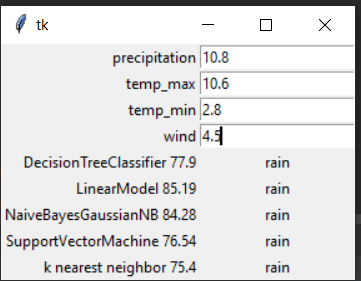 tk
precipitation 10.8
temp_max 10.6
temp_min 2.8
wind 4.5
DecisionTreeClassifier 77.9 rain
LinearModel 85.19 rain
NaiveBayesGaussianNB 84.28 rain
SupportVectorMachine 76.54 rain
k nearest neighbor 75.4 rain